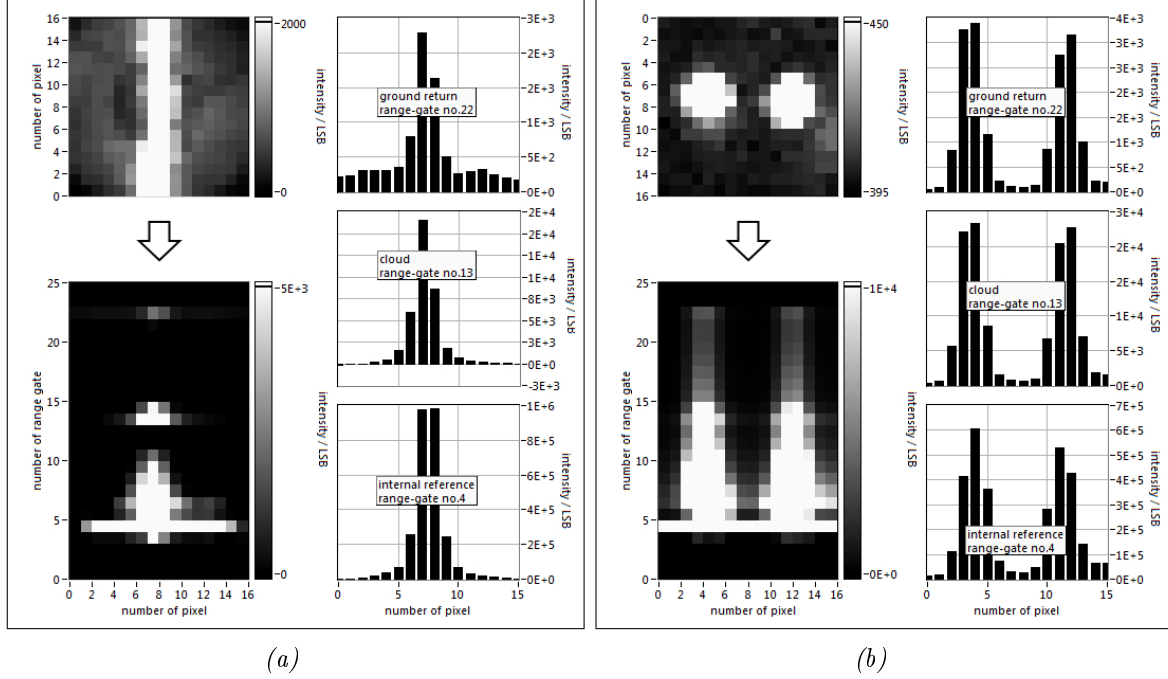 16
14
12
10
8
6
4
2
0
number of pixel
2000
0
intensity / LSB
3E+3
2E+3
2E+3
1E+3
1E+3
5E+2
0E+0
intensity / LSB
ground return
range-gate no.22
2E+4
2E+4
1E+4
1E+4
8E+3
5E+3
3E+3
0E+0
-3E+3
intensity / LSB
cloud
range-gate no.13
25
20
15
10
5
0
number of range gate
0 2 4 6 8 10 12 14 16
number of pixel
5E+3
0
intensity / LSB
1E+6
8E+5
6E+5
4E+5
2E+5
0E+0
intensity / LSB
internal reference
range-gate no.4
0 5 10 15
number of pixel
(a)
0
2
4
6
8
10
12
14
16
number of pixel
450
395
intensity / LSB
4E+3
3E+3
3E+3
2E+3
2E+3
1E+3
5E+2
0E+0
intensity / LSB
ground return
range-gate no.22
3E+4
2E+4
2E+4
1E+4
5E+3
0E+0
intensity / LSB
cloud
range-gate no.13
25
20
15
10
5
0
number of range gate
0 2 4 6 8 10 12 14 16
number of pixel
1E+4
0E+0
intensity / LSB
7E+5
6E+5
5E+5
4E+5
3E+5
2E+5
1E+5
0E+0
intensity / LSB
internal reference
range-gate no.4
0 5 10 15
number of pixel
(b)